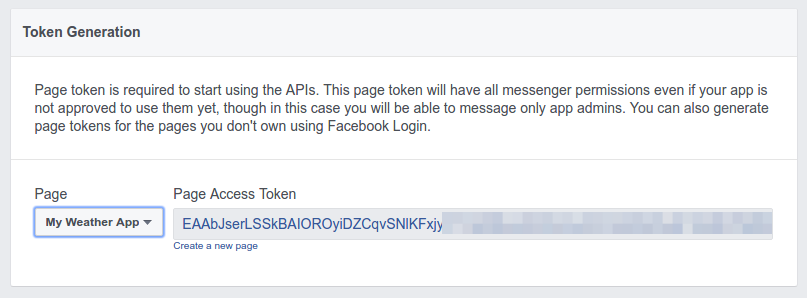 Token Generation
Page token is required to start using the APIs. This page token will have all messenger permissions even if your app is
not approved to use them yet, though in this case you will be able to message only app admins. You can also generate
page tokens for the pages you don't own using Facebook Login.
Page
Page Access Token
My Weather App
EAAbJserLSSkBAIOROyiDZCqvSNlKFxjy
Create a new page